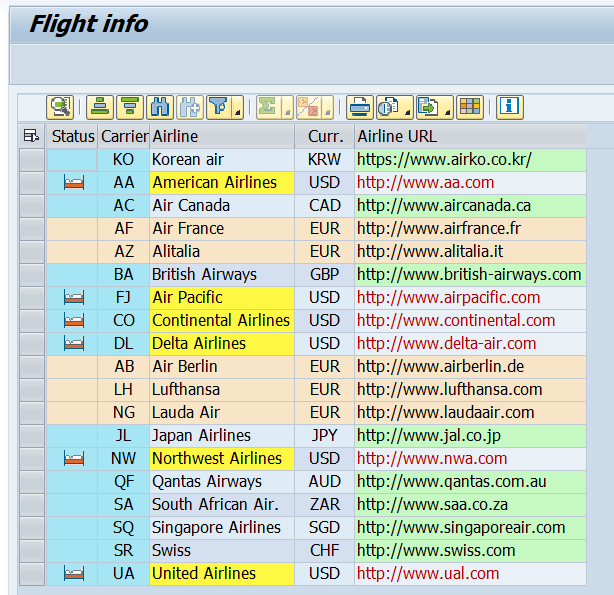 Flight info
Status Carrier Airline Curr. Airline URL
KO Korean air KRW https://www.airko.co.kr/
AA American Airlines USD http://www.aa.com
AC Air Canada CAD http://www.aircanada.ca
AF Air France EUR http://www.airfrance.fr
AZ Alitalia EUR http://www.alitalia.it
BA British Airways GBP http://www.british-airways.com
FJ Air Pacific USD http://www.airpacific.com
CO Continental Airlines USD http://www.continental.com
DL Delta Airlines USD http://www.delta-air.com
AB Air Berlin EUR http://www.airberlin.de
LH Lufthansa EUR http://www.lufthansa.com
NG Lauda Air EUR http://www.laudaair.com
JL Japan Airlines JPY http://www.jal.co.jp
NW Northwest Airlines USD http://www.nwa.com
QF Qantas Airways AUD http://www.qantas.com.au
SA South African Air. ZAR http://www.saa.co.za
SQ Singapore Airlines SGD http://www.singaporeair.com
SR Swiss CHF http://www.swiss.com
UA United Airlines USD http://www.ual.com